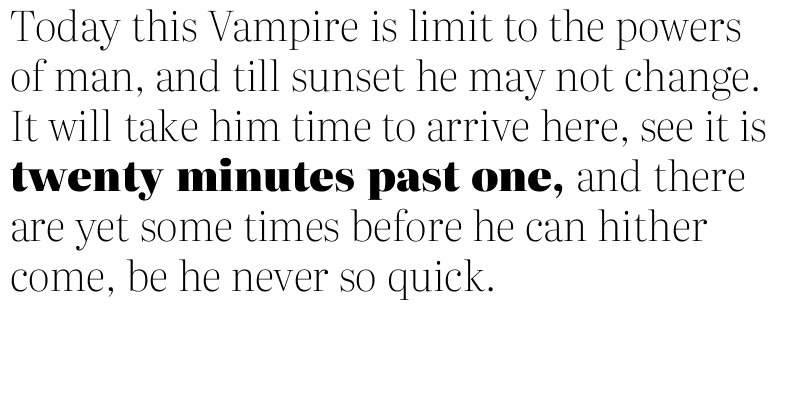 Today this Vampire is limit to the powers
of man, and till sunset he may not change.
It will take him time to arrive here, see it is
twenty minutes past one, and there
are yet some times before he can hither
come, be he never so quick.